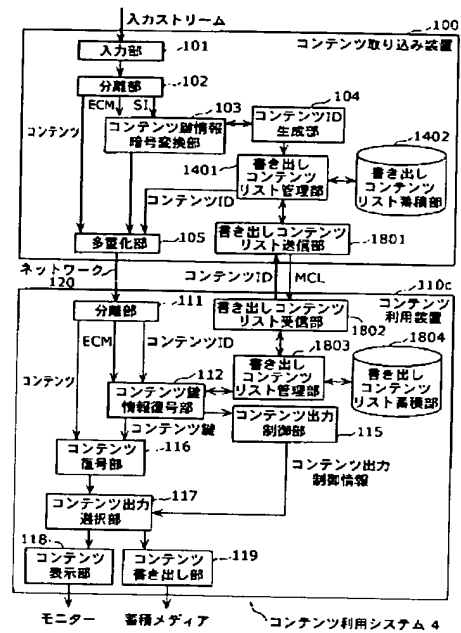 入力ストリーム
100
コンテンツ取り込み装置
入力部
101
分離部
102
ECM
SI
103
104
コンテンツ
コンテンツ鍵情報
暗号変換部
コンテンツID
生成部
1402
1401
書き出し
コンテンツ
リスト管理部
書き出し
コンテンツ
リスト蓄積部
コンテンツID
多重化部
105
書き出しコンテンツ
リスト送信部
1801
ネットワーク
120
コンテンツID
MCL
110c
コンテンツ
利用装置
111
分離部
書き出しコンテンツ
リスト受信部
1802
ECM
コンテンツID
1803
1804
コンテンツ
112
書き出し
コンテンツ
リスト管理部
書き出し
コンテンツ
リスト蓄積部
コンテンツ鍵
情報復号部
コンテンツ鍵
コンテンツ出力
制御部
115
コンテンツ
復号部
116
コンテンツ出力
制御情報
コンテンツ出力
選択部
117
118
コンテンツ
表示部
コンテンツ
書き出し部
119
モニター
蓄積メディア
コンテンツ利用システム 4